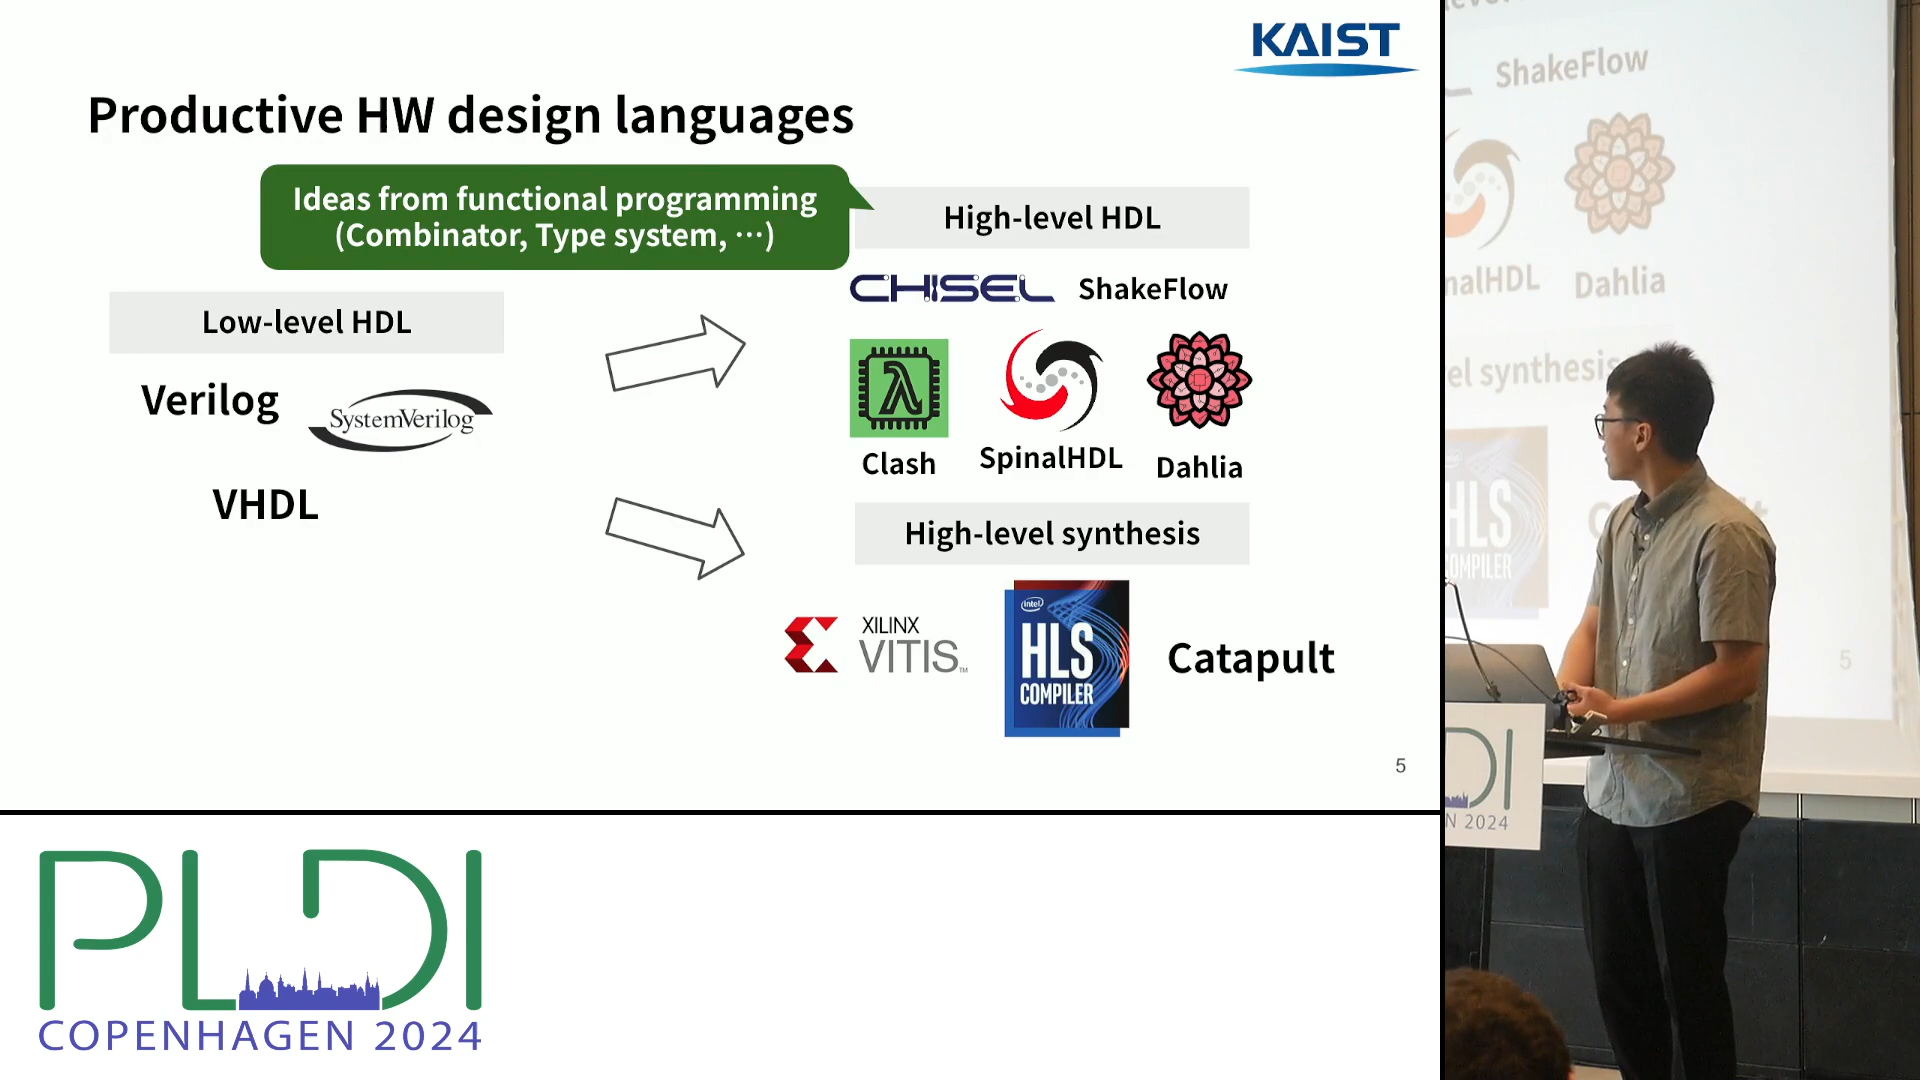 KAIST
Productive HW design languages
Ideas from functional programming
(Combinator, Type system, ⋯)
High-level HDL
CHISEL
ShakeFlow
Low-level HDL
Verilog
SystemVerilog
VHDL
Clash
SpinalHDL
Dahlia
High-level synthesis
XILINX
VITIS™
intel
HLS
COMPILER
Catapult
5
PLDI
COPENHAGEN 2024
ShakeFlow
nalHDL
Dahlia
el synthesis
HLS
OMPILER
5
DI
N 2024